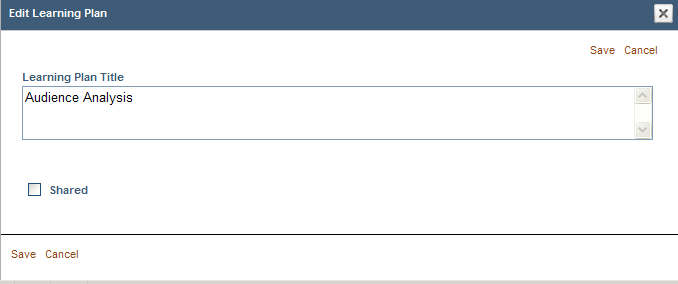 Edit Learning Plan
Save Cancel
Learning Plan Title
Audience Analysis
Shared
Save Cancel